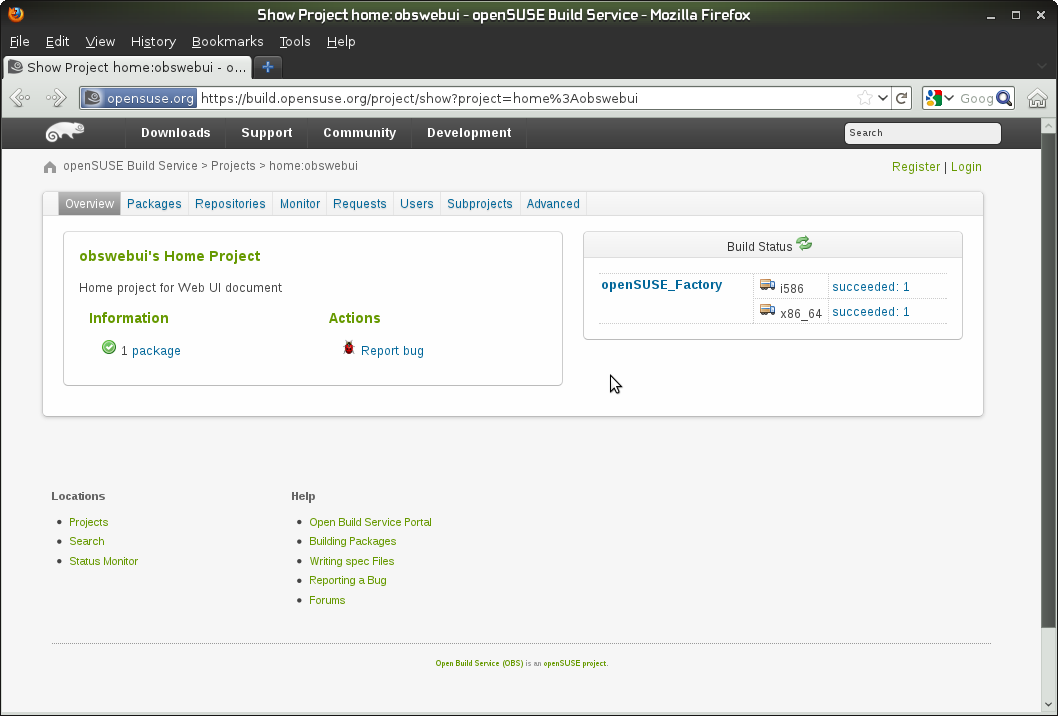 Show Project home:obswebui - openSUSE Build Service - Mozilla Firefox
File Edit View History Bookmarks Tools Help
Show Project home:obswebui - o...
opensuse.org https://build.opensuse.org/project/show?project=home%3Aobswebui Goog
Downloads Support Community Development Search
openSUSE Build Service > Projects > home:obswebui Register | Login
Overview Packages Repositories Monitor Requests Users Subprojects Advanced
obswebui's Home Project
Home project for Web UI document
Information Actions
1 package Report bug
Build Status
openSUSE_Factory i586 succeeded: 1
x86_64 succeeded: 1
Locations
Projects
Search
Status Monitor
Help
Open Build Service Portal
Building Packages
Writing spec Files
Reporting a Bug
Forums
Open Build Service (OBS) is an openSUSE project.